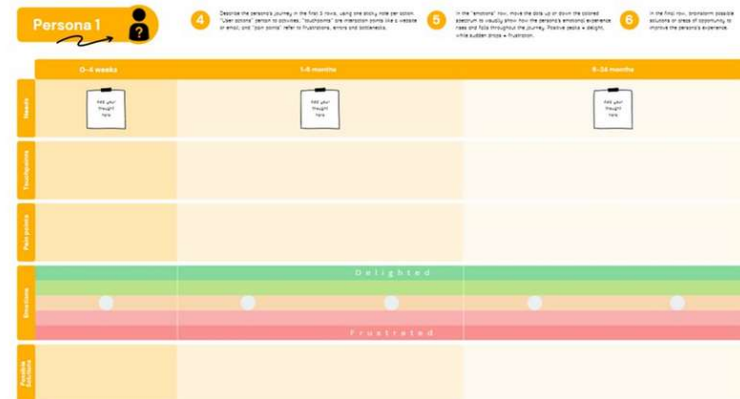 Persona 1
?
4
Describe the persona's journey in the first 3 rows, using one sticky note per action.
"User actions" person to activities, "touchpoints" are interaction points like a website
or email, and "pain points" refer to frustrations, errors and bottlenecks.
5
In the "emotions" row, move the dots up or down the colored
spectrum to visually show how the persona's emotional experience
rises and falls throughout the journey. Positive peaks = delight,
while sudden drops = frustration.
6
In the final row, brainstorm possible
solutions or areas of opportunity to
improve the persona's experience.
0-4 weeks
1-6 months
6-24 months
Needs
Add your
thought
here
Add your
thought
here
Add your
thought
here
Touchpoints
Pain points
Emotions
Delighted
Frustrated
Possible
Solutions